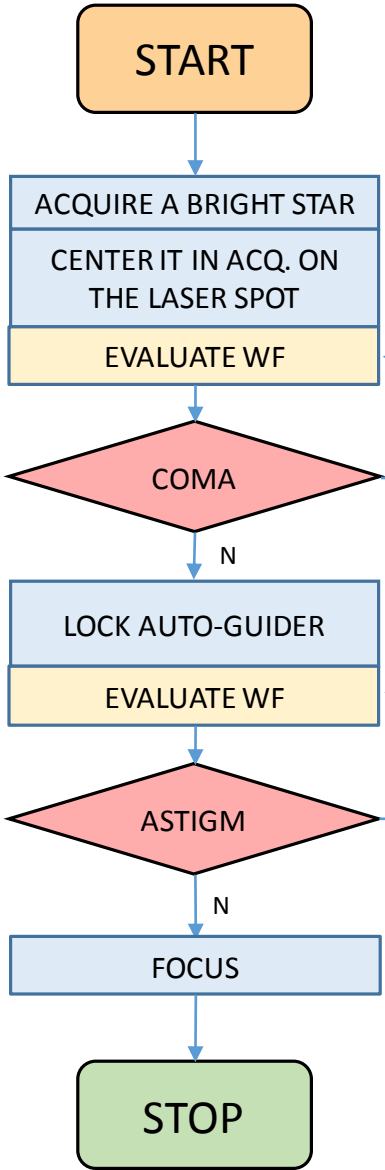 START
ACQUIRE A BRIGHT STAR
CENTER IT IN ACQ. ON
THE LASER SPOT
EVALUATE WF
COMA
N
LOCK AUTO-GUIDER
EVALUATE WF
ASTIGM
N
FOCUS
STOP